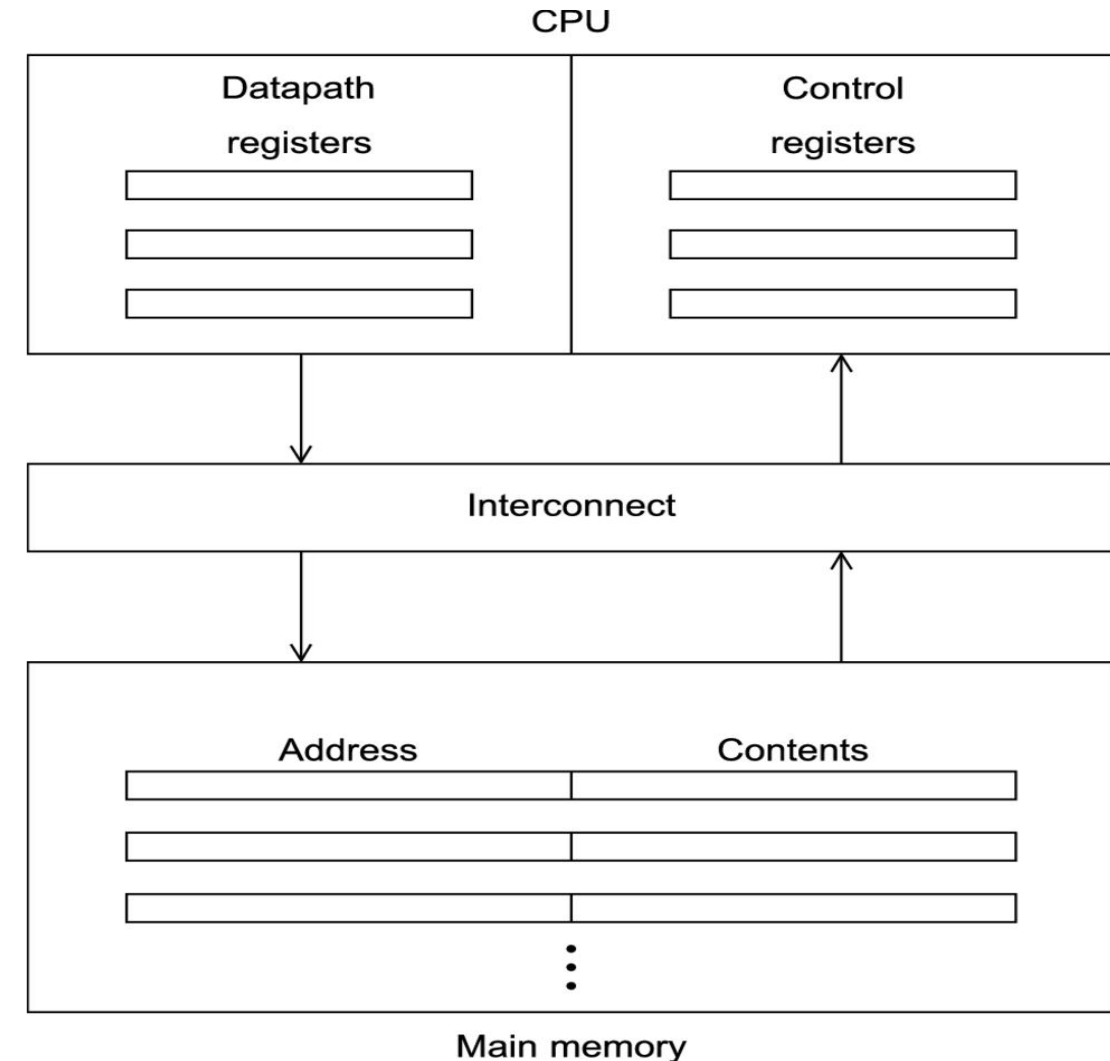 CPU
Datapath
registers
Control
registers
Interconnect
Address Contents
Main memory